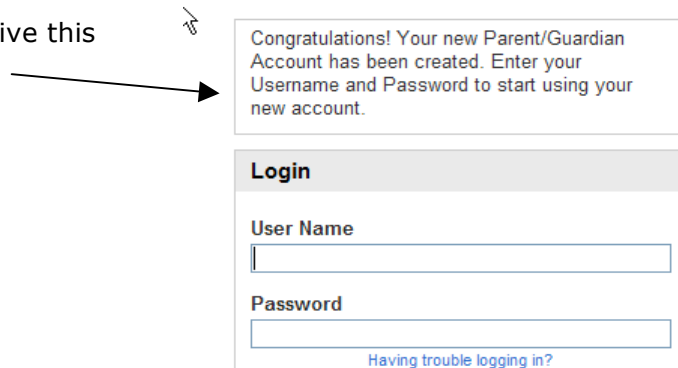 ive this
Congratulations! Your new Parent/Guardian
Account has been created. Enter your
Username and Password to start using your
new account.
Login
User Name
Password
Having trouble logging in?